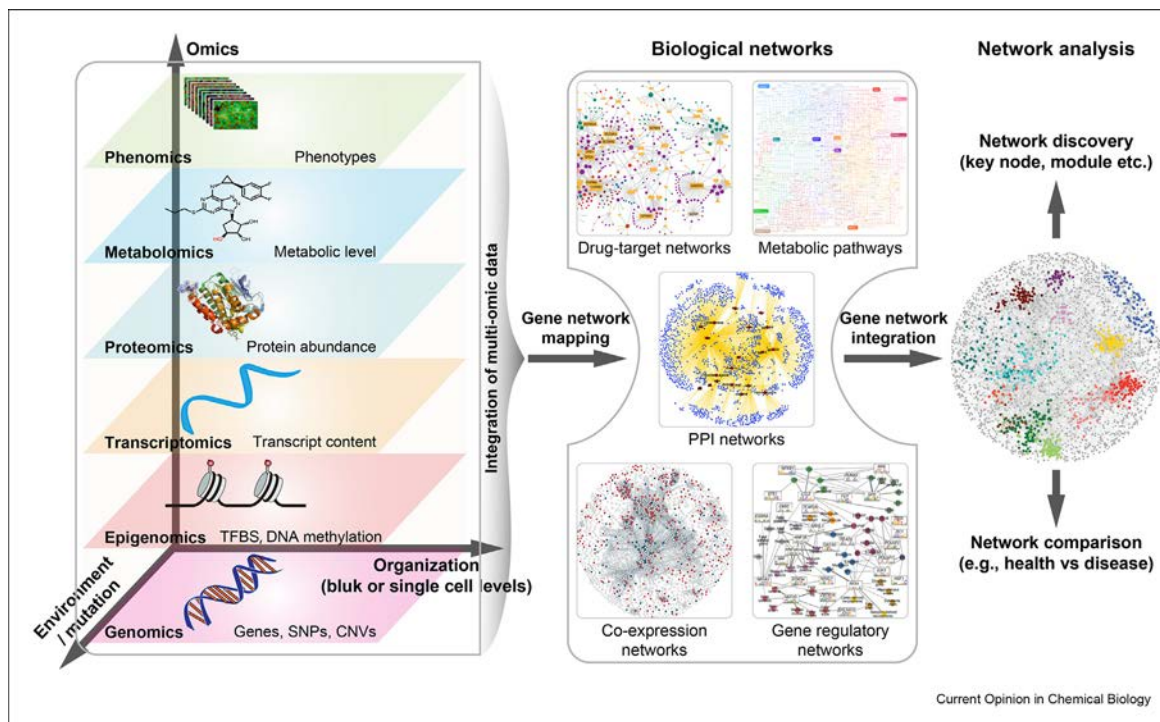 Omics
Phenomics
Phenotypes
Metabolomics
Metabolic level
HO
OH
OH
Proteomics
Protein abundance
Transcriptomics
Transcript content
Epigenomics
TFBS, DNA methylation
Organization
(bluk or single cell levels)
Environment
/ mutation
Genomics
Genes, SNPs, CNVs
Integration of multi-omic data
Gene network
mapping
Biological networks
Drug-target networks
Metabolic pathways
PPI networks
Co-expression
networks
Gene regulatory
networks
Gene network
integration
Network analysis
Network discovery
(key node, module etc.)
Network comparison
(e.g., health vs disease)
Current Opinion in Chemical Biology